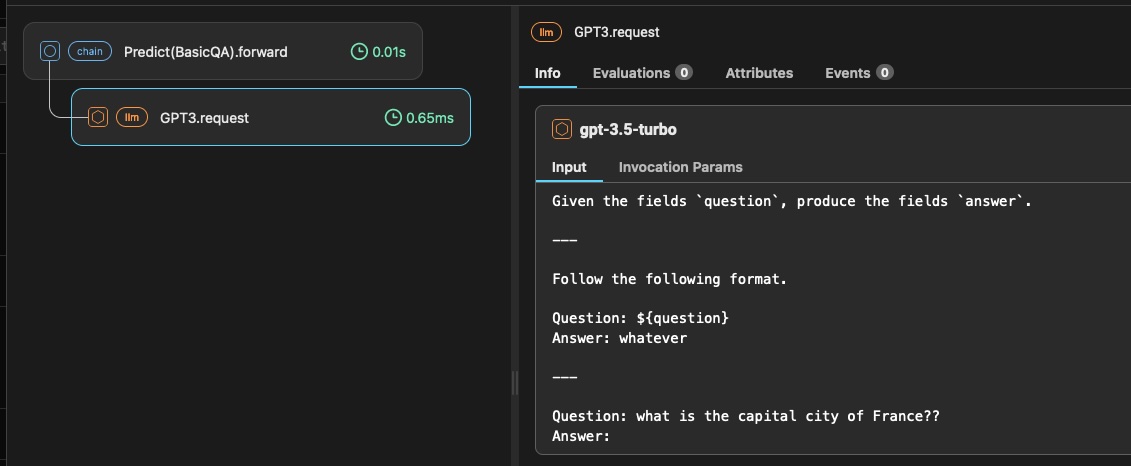 chain Predict(BasicQA).forward 0.01s
llm GPT3.request 0.65ms
llm GPT3.request
Info Evaluations 0 Attributes Events 0
gpt-3.5-turbo
Input Invocation Params
Given the fields `question`, produce the fields `answer`.
---
Follow the following format.
Question: ${question}
Answer: whatever
---
Question: what is the capital city of France??
Answer: